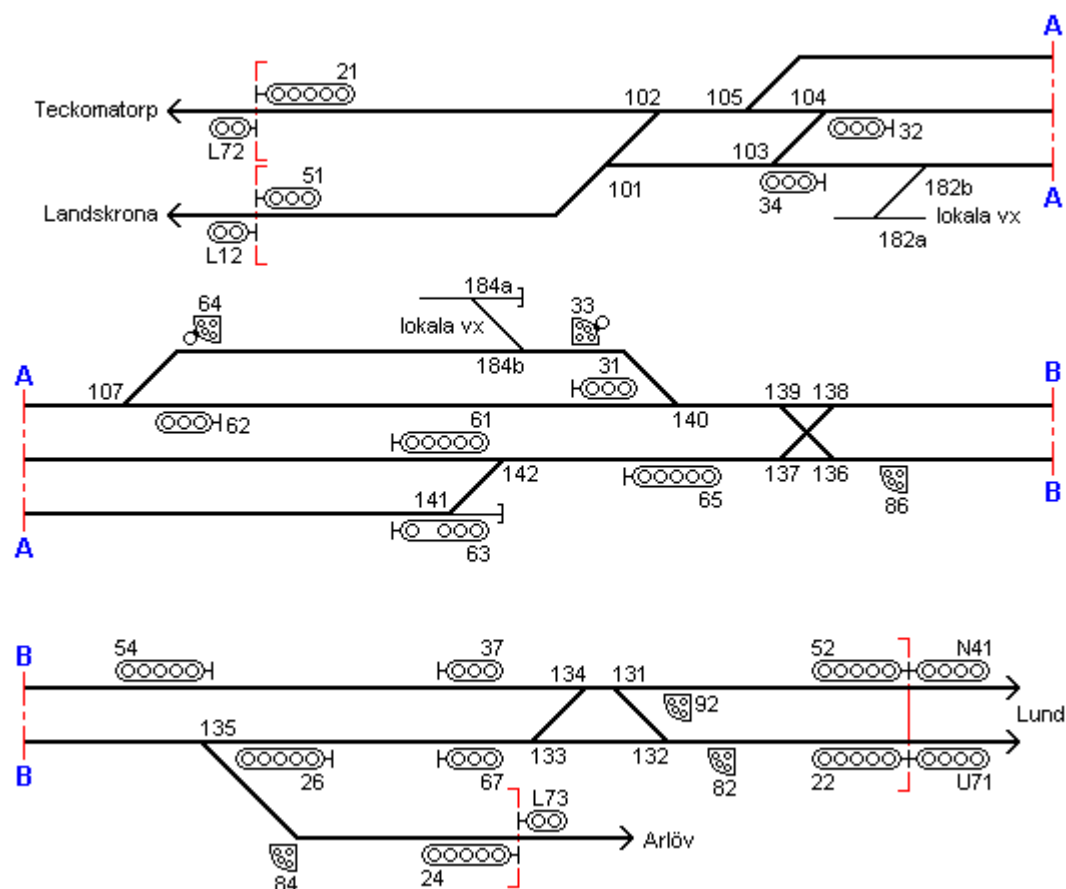 A
21
102 105 104
Teckomatorp
32
L72
103
51
101
182b
A
Landskrona
34
lokala vx
L12
182a
184a
64 33
lokala vx
A
107 184b 31 139 138
B
62 61 140
142
137 136
65
B
141
86
A
63
54 37 52 N41
B
134 131
92
Lund
135
B
26 67 133 132 82 22 U71
L73
Arlöv
84 24